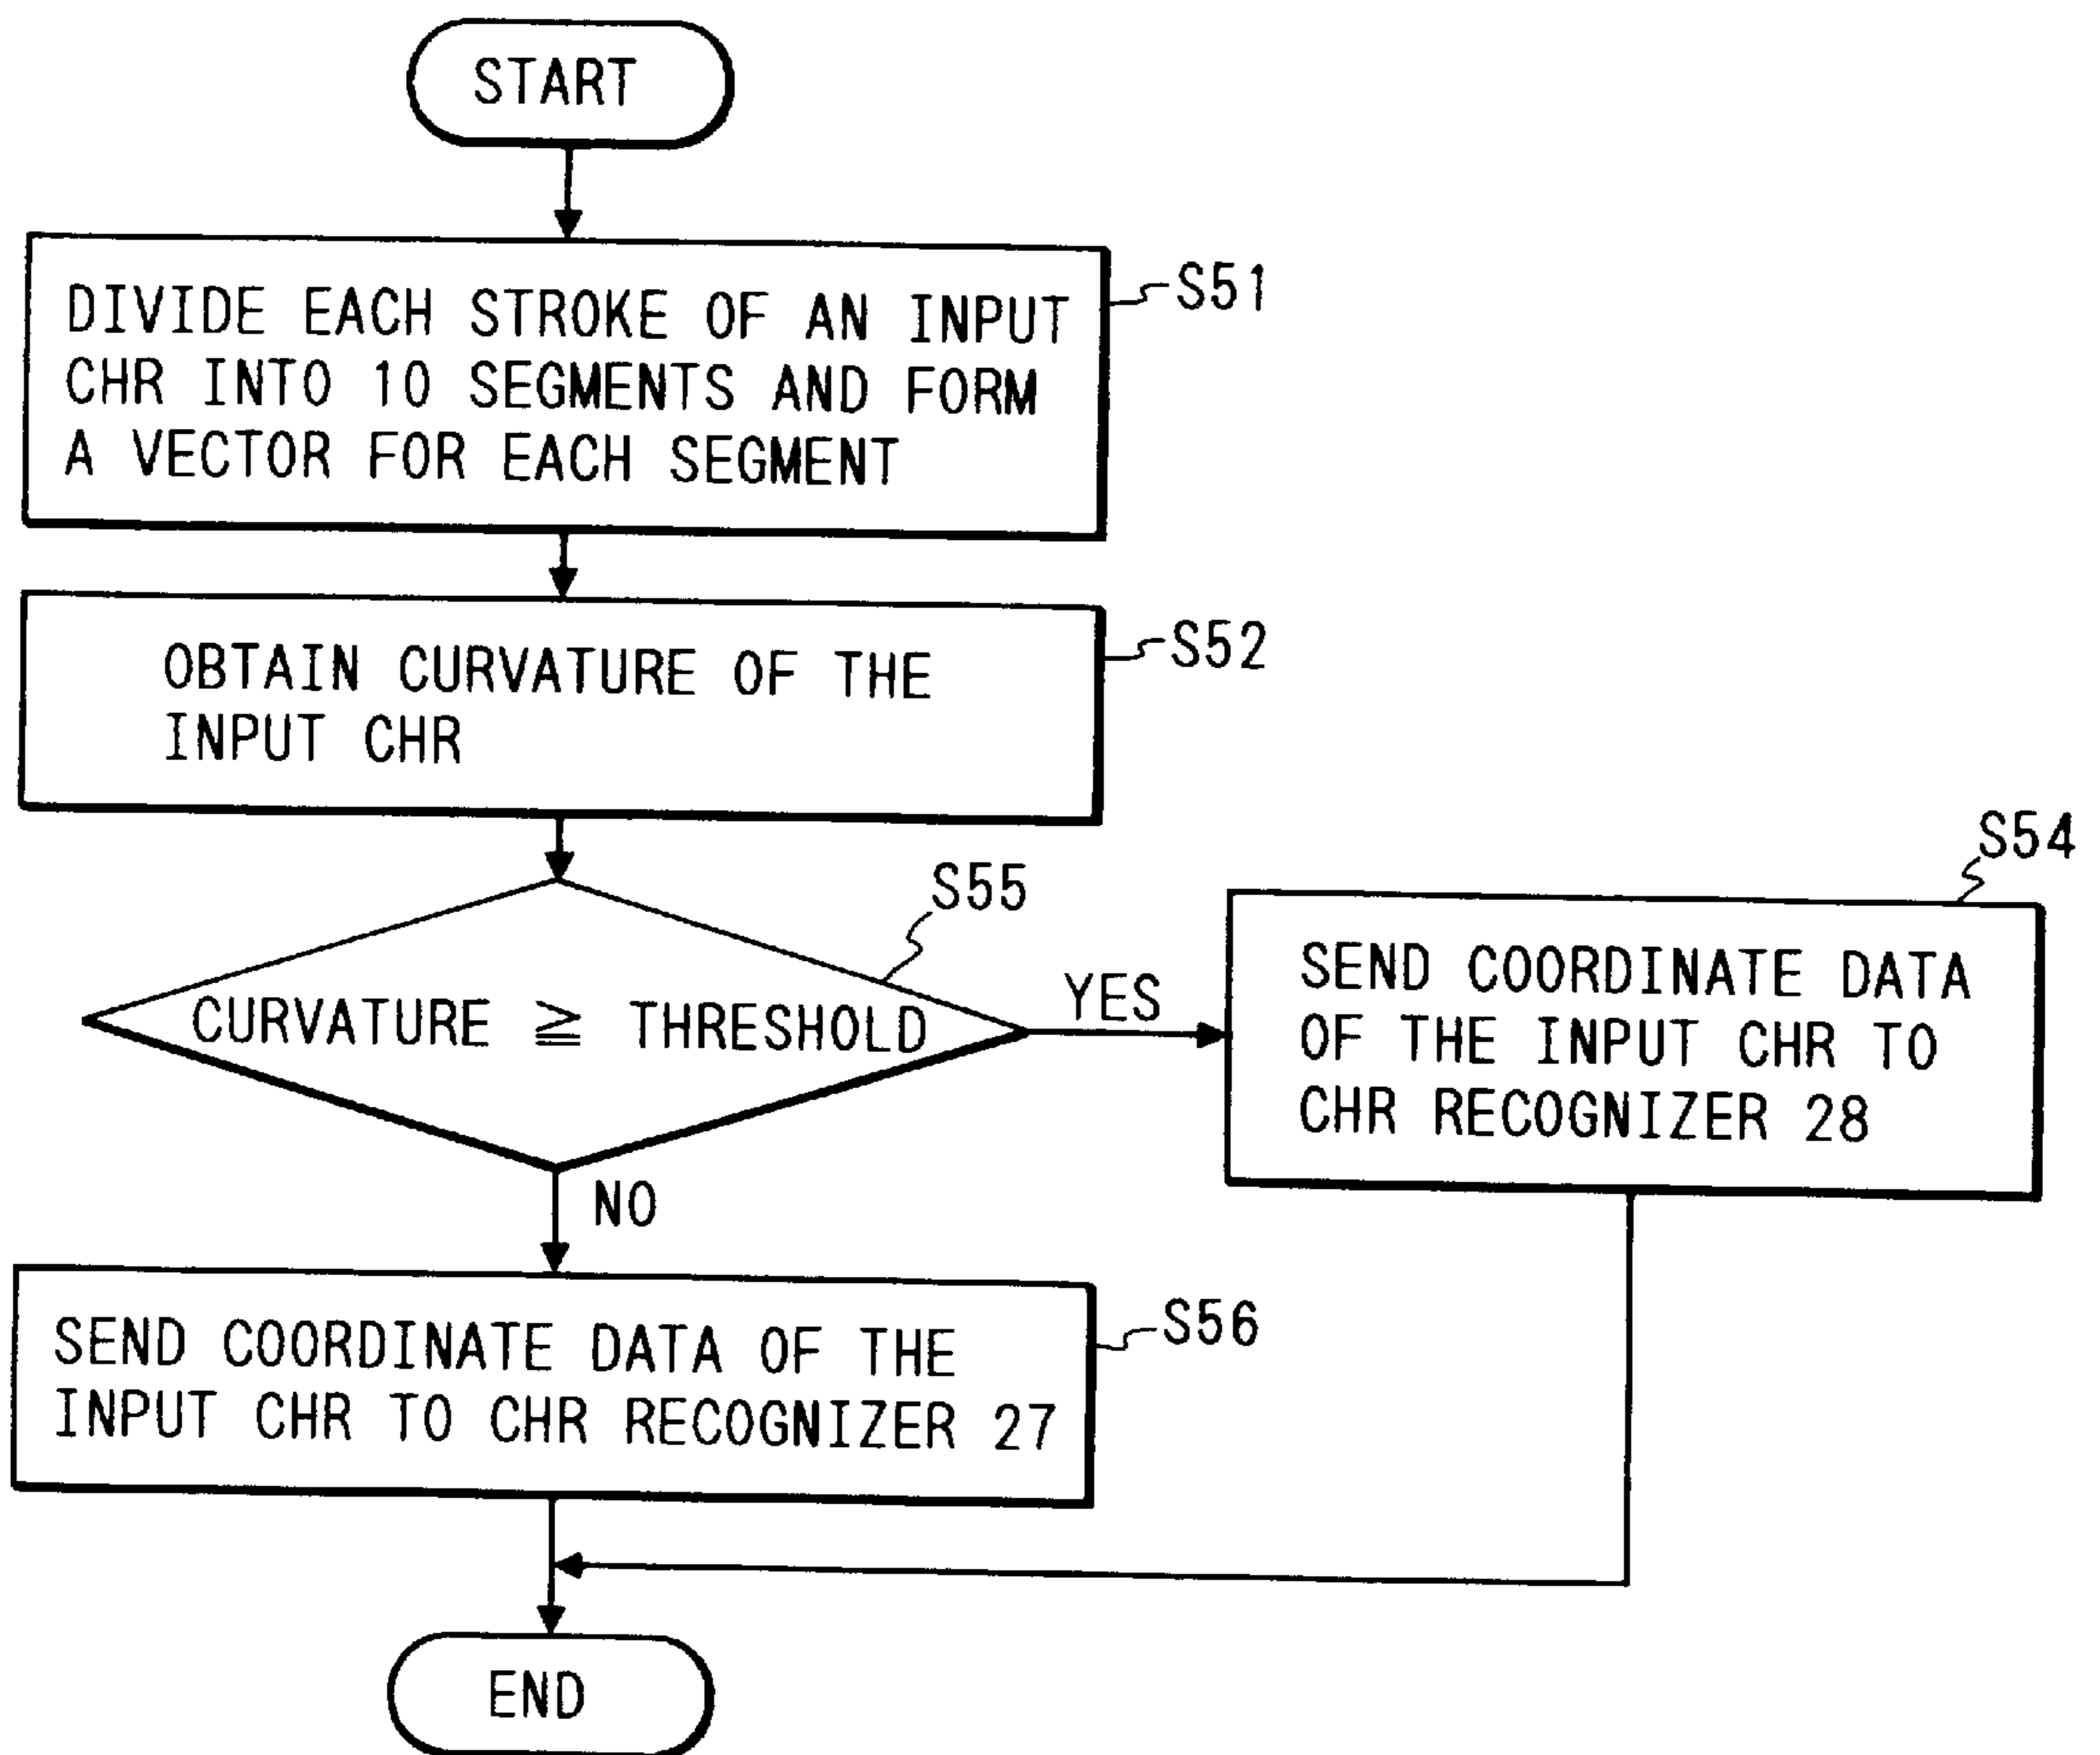 START
DIVIDE EACH STROKE OF AN INPUT
CHR INTO 10 SEGMENTS AND FORM
A VECTOR FOR EACH SEGMENT
S51
OBTAIN CURVATURE OF THE
INPUT CHR
S52
CURVATURE ≧ THRESHOLD
S55
YES
SEND COORDINATE DATA
OF THE INPUT CHR TO
CHR RECOGNIZER 28
S54
NO
SEND COORDINATE DATA OF THE
INPUT CHR TO CHR RECOGNIZER 27
S56
END